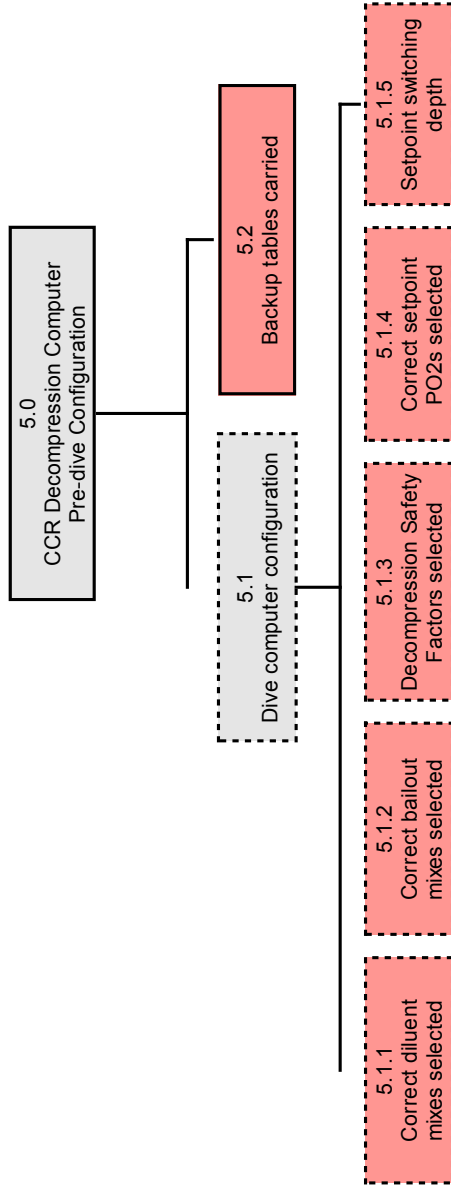 5.0
CCR Decompression Computer
Pre-dive Configuration
5.1
Dive computer configuration
5.2
Backup tables carried
5.1.1
Correct diluent
mixes selected
5.1.2
Correct bailout
mixes selected
5.1.3
Decompression Safety
Factors selected
5.1.4
Correct setpoint
PO2s selected
5.1.5
Setpoint switching
depth